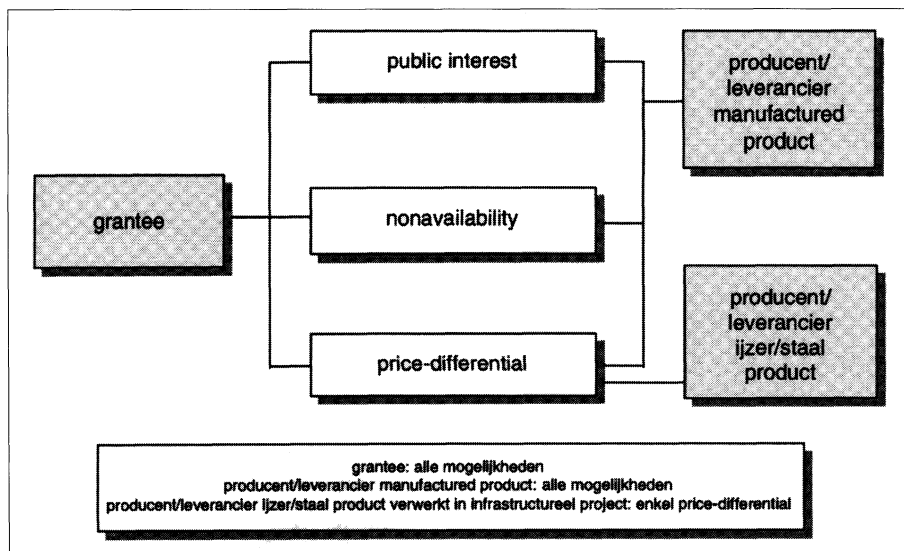 public interest
producent/
leverancier
manufactured
product
grantee
nonavailability
producent/
leverancier
ijzer/staal
product
price-differential
grantee: alle mogelijkheden
producent/leverancier manufactured product: alle mogelijkheden
producent/leverancier ijzer/staal product verwerkt in infrastructureel project: enkel price-differential